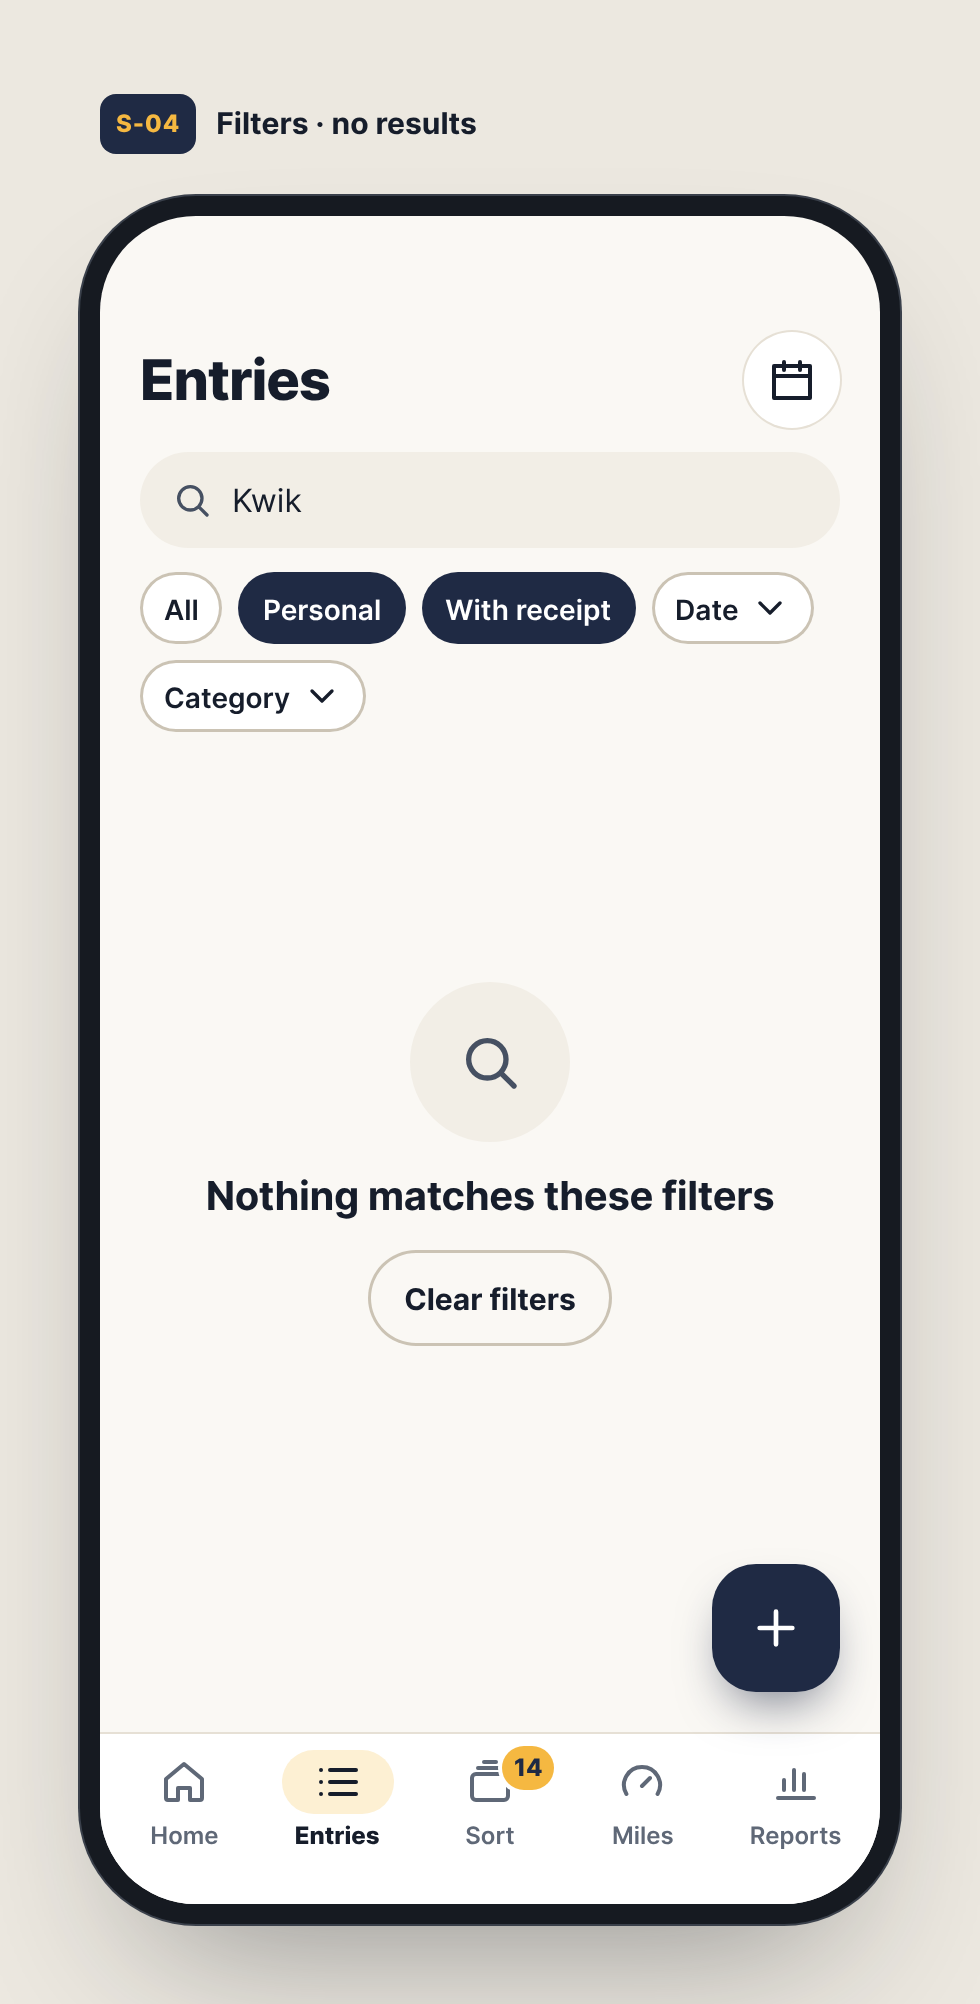 S-04 Filters · no results
Entries
Kwik
All Personal With receipt Date
Category
Nothing matches these filters
Clear filters
14
Home Entries Sort Miles Reports